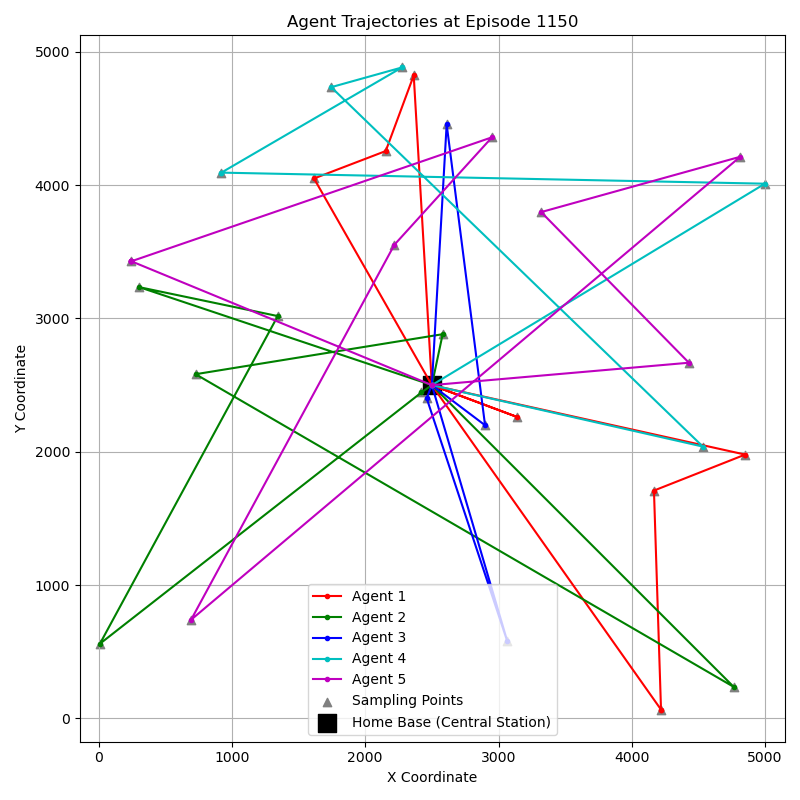 Agent Trajectories at Episode 1150
Y Coordinate
5000
4000
3000
2000
1000
0
Agent 1
Agent 2
Agent 3
Agent 4
Agent 5
Sampling Points
Home Base (Central Station)
0 1000 2000 3000 4000 5000
X Coordinate